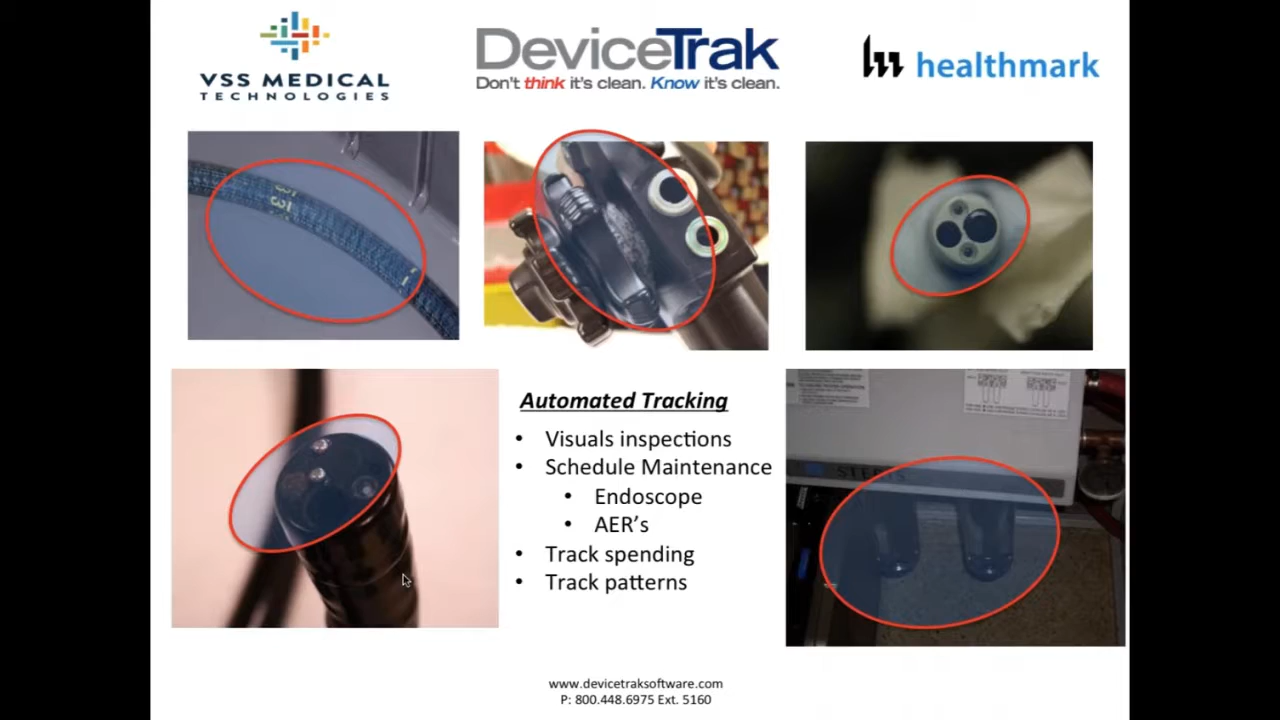 VSS MEDICAL
TECHNOLOGIES
DeviceTrak
Don't think it's clean. Know it's clean.
healthmark
Automated Tracking
• Visuals inspections
• Schedule Maintenance
• Endoscope
• AER's
• Track spending
• Track patterns
STERIS
www.devicetraksoftware.com
P: 800.448.6975 Ext. 5160